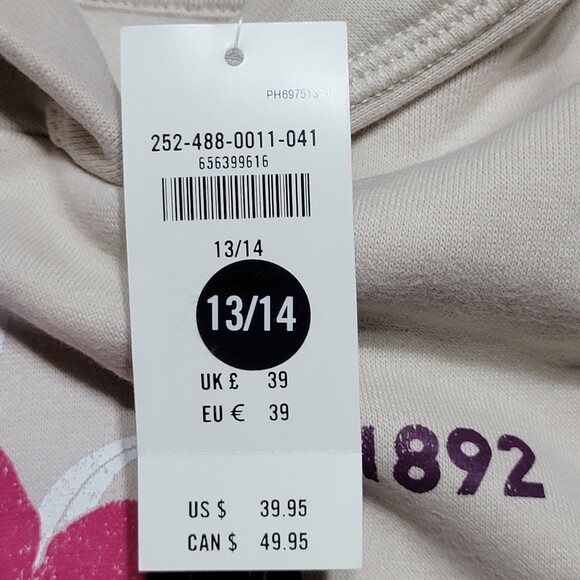 252-488-0011-041
656399616
13/14
13/14
UK £ 39
EU € 39
1892
US $ 39.95
CAN $ 49.95